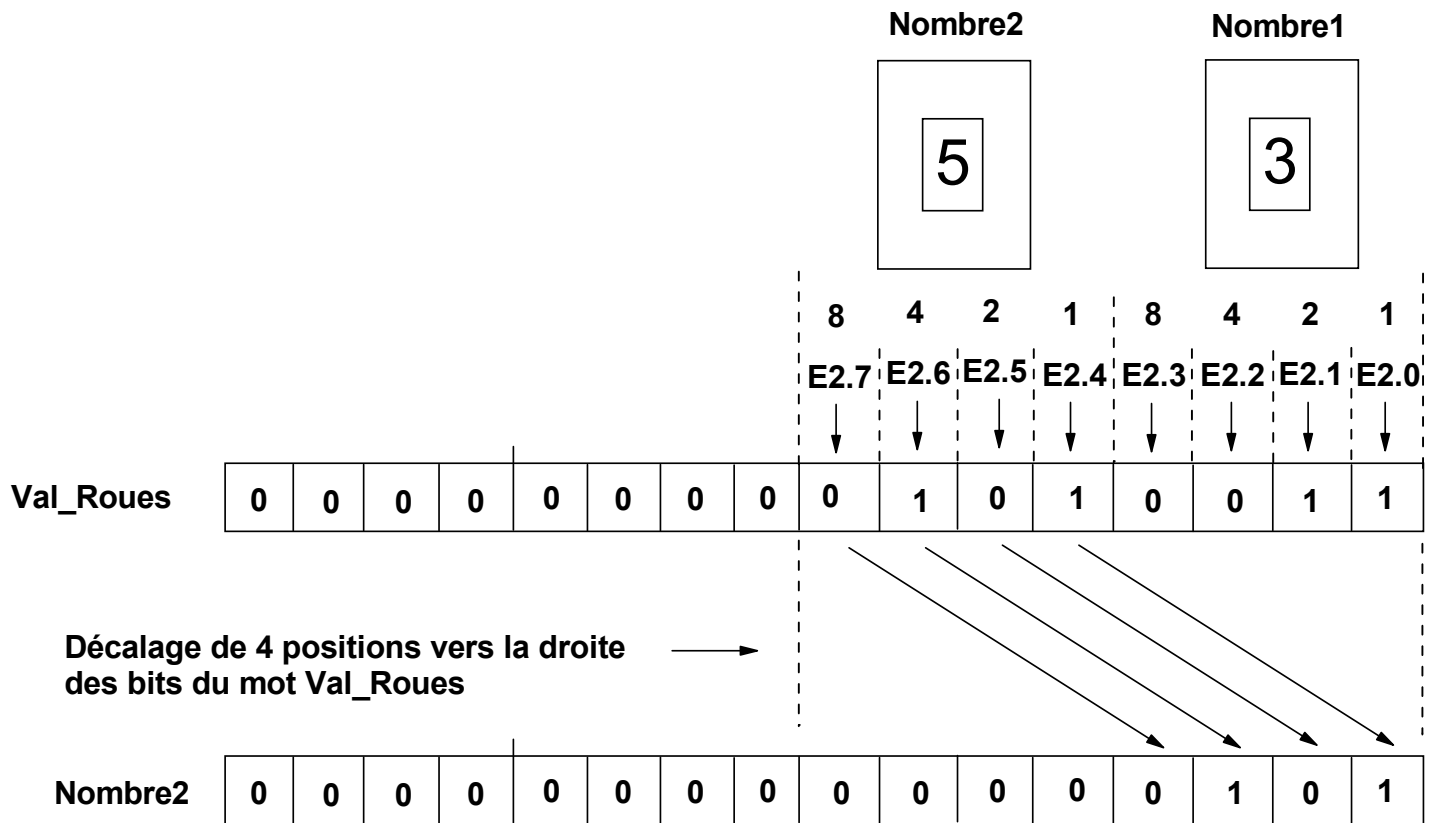 Nombre2 Nombre1
5 3
8 4 2 1 8 4 2 1
E2.7 E2.6 E2.5 E2.4 E2.3 E2.2 E2.1 E2.0
Val_Roues 0 0 0 0 0 0 0 0 0 1 0 1 0 0 1 1
Décalage de 4 positions vers la droite
des bits du mot Val_Roues
Nombre2 0 0 0 0 0 0 0 0 0 0 0 0 0 1 0 1